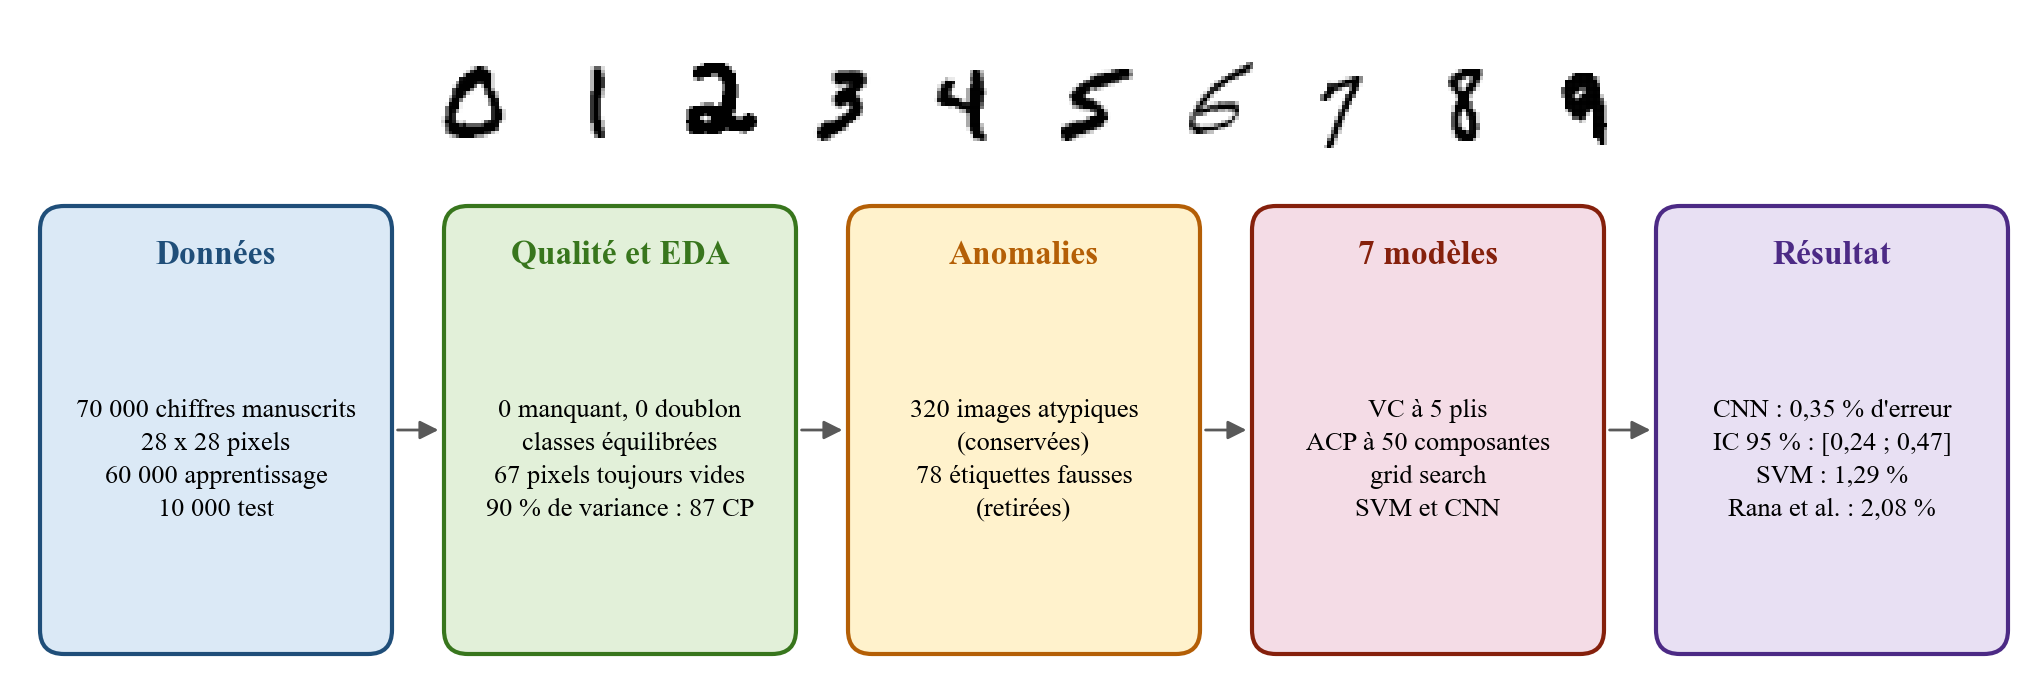 0 1 2 3 4 5 6 7 8 9
Données
70 000 chiffres manuscrits
28 x 28 pixels
60 000 apprentissage
10 000 test
Qualité et EDA
0 manquant, 0 doublon
classes équilibrées
67 pixels toujours vides
90 % de variance : 87 CP
Anomalies
320 images atypiques
(conservées)
78 étiquettes fausses
(retirées)
7 modèles
VC à 5 plis
ACP à 50 composantes
grid search
SVM et CNN
Résultat
CNN : 0,35 % d'erreur
IC 95 % : [0,24 ; 0,47]
SVM : 1,29 %
Rana et al. : 2,08 %